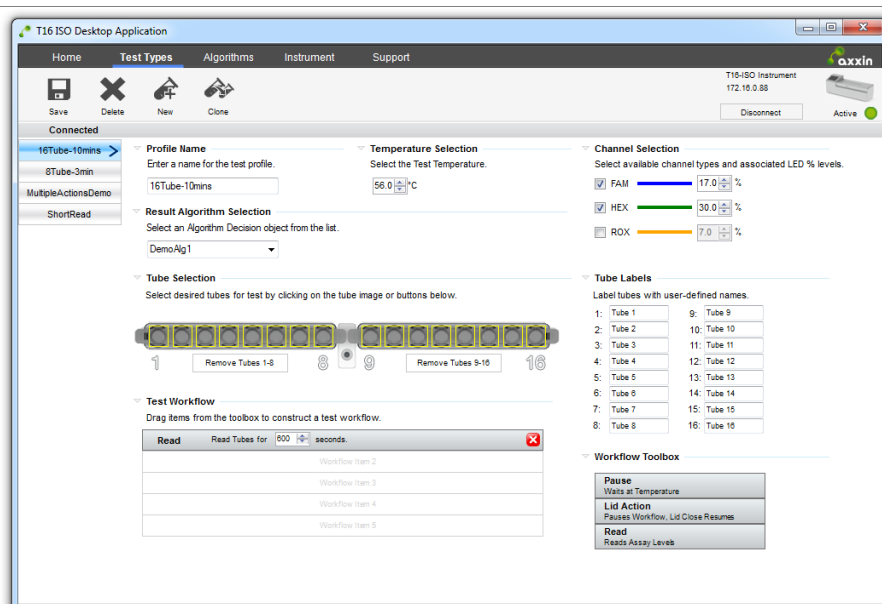 T16 ISO Desktop Application
Home Test Types Algorithms Instrument Support
axxin
Save Delete New Clone
T16-ISO Instrument
172.16.0.88
Disconnect
Active
Connected
16Tube-10mins
8Tube-3min
MultipleActionsDemo
ShortRead
Profile Name
Enter a name for the test profile.
16Tube-10mins
Temperature Selection
Select the Test Temperature.
56.0 °C
Channel Selection
Select available channel types and associated LED % levels.
FAM 17.0 %
HEX 30.0 %
ROX 7.0 %
Result Algorithm Selection
Select an Algorithm Decision object from the list.
DemoAlg1
Tube Selection
Select desired tubes for test by clicking on the tube image or buttons below.
1 Remove Tubes 1-8 8 9 Remove Tubes 9-16 16
Tube Labels
Label tubes with user-defined names.
1: Tube 1 9: Tube 9
2: Tube 2 10: Tube 10
3: Tube 3 11: Tube 11
4: Tube 4 12: Tube 12
5: Tube 5 13: Tube 13
6: Tube 6 14: Tube 14
7: Tube 7 15: Tube 15
8: Tube 8 16: Tube 16
Test Workflow
Drag items from the toolbox to construct a test workflow.
Read Read Tubes for 600 seconds.
Workflow Item 2
Workflow Item 3
Workflow Item 4
Workflow Item 5
Workflow Toolbox
Pause
Waits at Temperature
Lid Action
Pauses Workflow, Lid Close Resumes
Read
Reads Assay Levels